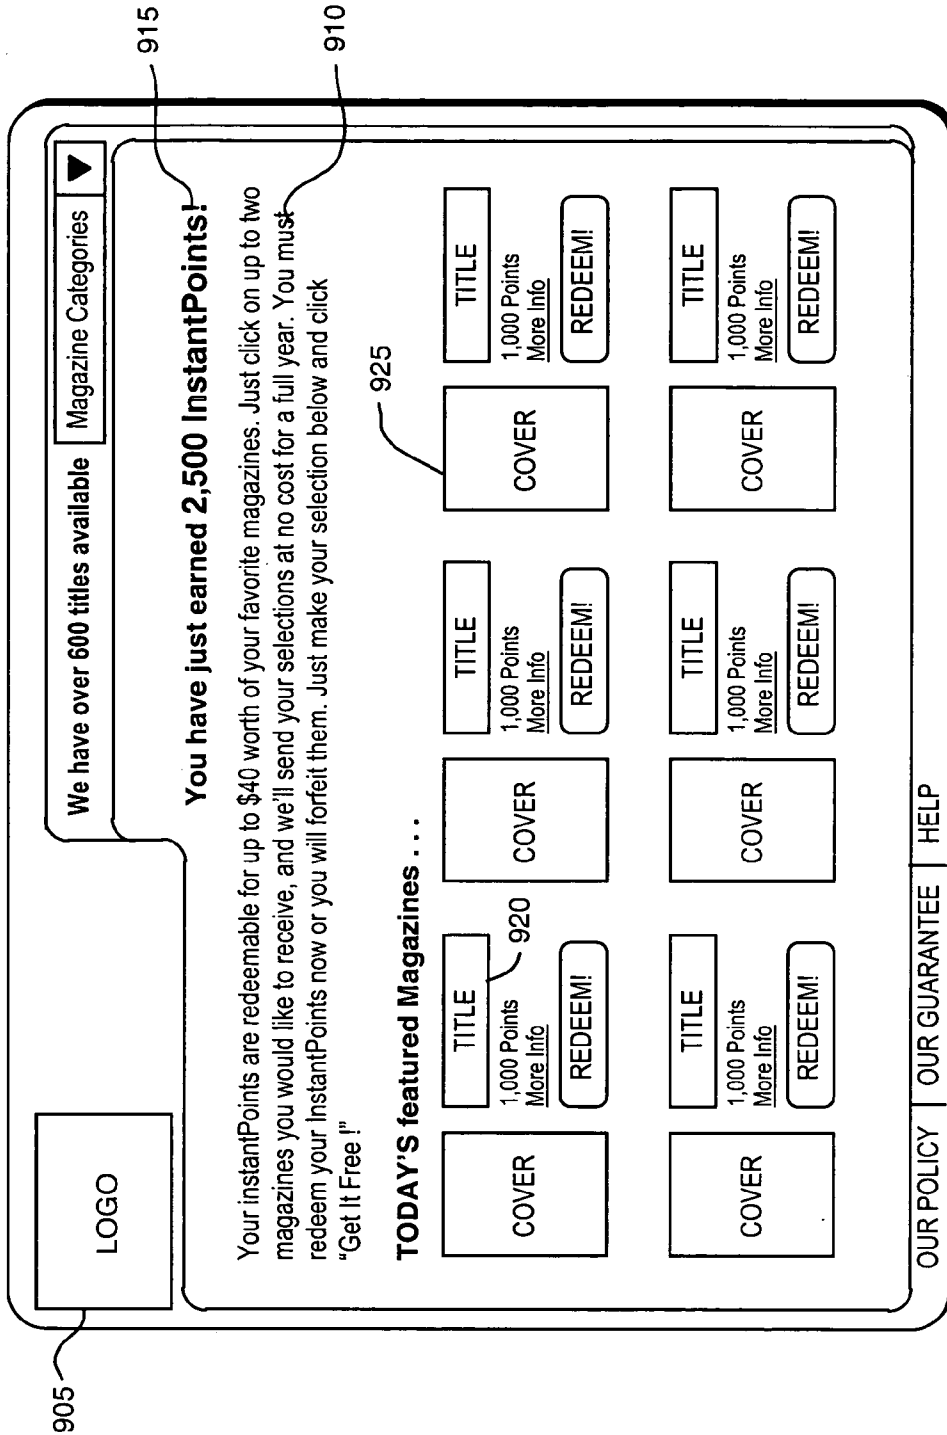 905
LOGO
We have over 600 titles available
Magazine Categories
915
You have just earned 2,500 InstantPoints!
910
Your instantPoints are redeemable for up to $40 worth of your favorite magazines. Just click on up to two
magazines you would like to receive, and we'll send your selections at no cost for a full year. You must
redeem your InstantPoints now or you will forfeit them. Just make your selection below and click
“Get It Free !”
TODAY'S featured Magazines . . .
925
COVER
TITLE
920
1,000 Points
More Info
REDEEM!
COVER
TITLE
1,000 Points
More Info
REDEEM!
COVER
TITLE
1,000 Points
More Info
REDEEM!
COVER
TITLE
1,000 Points
More Info
REDEEM!
COVER
TITLE
1,000 Points
More Info
REDEEM!
COVER
TITLE
1,000 Points
More Info
REDEEM!
OUR POLICY | OUR GUARANTEE | HELP